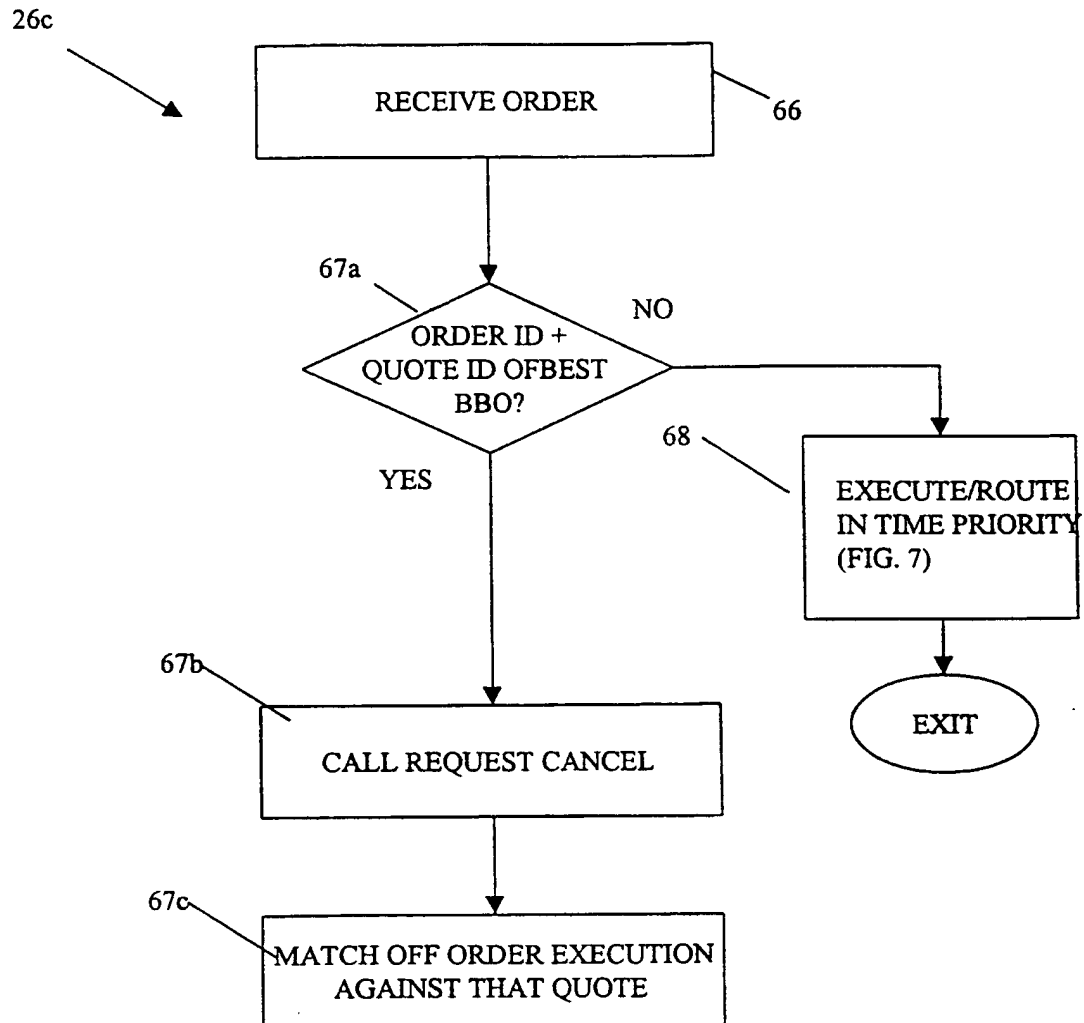 26c
RECEIVE ORDER
66
67a
ORDER ID +
QUOTE ID OFBEST
BBO?
NO
YES
68
EXECUTE/ROUTE
IN TIME PRIORITY
(FIG. 7)
EXIT
67b
CALL REQUEST CANCEL
67c
MATCH OFF ORDER EXECUTION
AGAINST THAT QUOTE